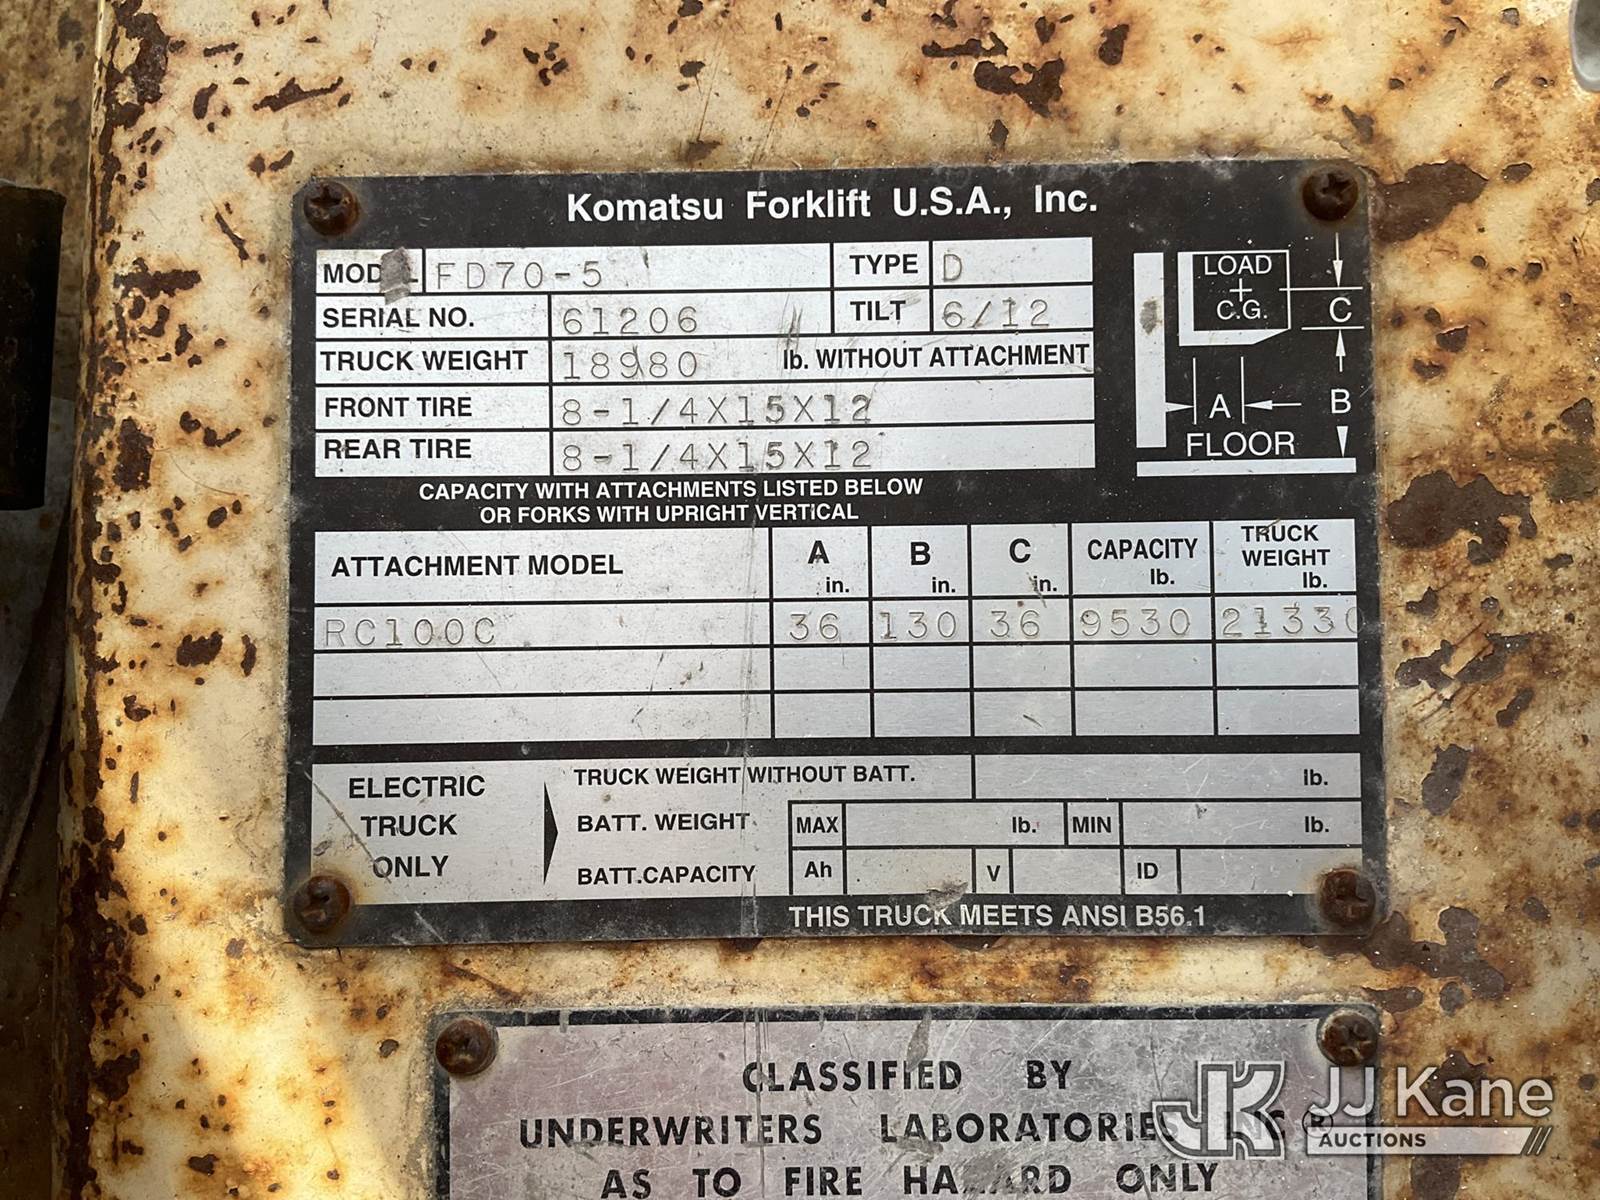 Komatsu Forklift U.S.A., Inc.
MODEL FD70-5 TYPE D
SERIAL NO. 61206 TILT 6/12
TRUCK WEIGHT 18980 lb. WITHOUT ATTACHMENT
FRONT TIRE 8-1/4X15X12
REAR TIRE 8-1/4X15X12
LOAD
+
C.G.
C
A
B
FLOOR
CAPACITY WITH ATTACHMENTS LISTED BELOW
OR FORKS WITH UPRIGHT VERTICAL
ATTACHMENT MODEL A in. B in. C in. CAPACITY lb. TRUCK WEIGHT lb.
RC100C 36 130 36 9530 21330
ELECTRIC TRUCK ONLY
TRUCK WEIGHT WITHOUT BATT. lb.
BATT. WEIGHT MAX lb. MIN lb.
BATT.CAPACITY Ah V ID
THIS TRUCK MEETS ANSI B56.1
CLASSIFIED BY
UNDERWRITERS LABORATORIES INC ®
AS TO FIRE HAZARD ONLY
JK JJ Kane
AUCTIONS